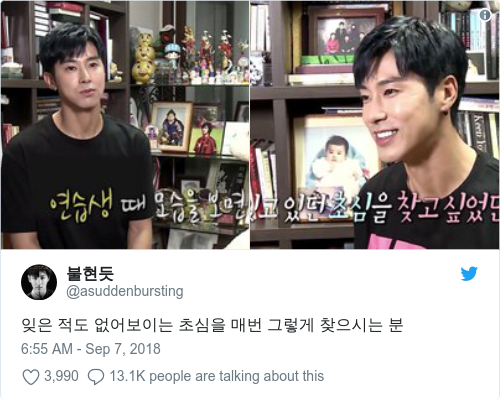 연습생 때 모습을 보며 잊고 있던 초심을 찾고 싶었던
불현듯
@asuddenbursting
잊은 적도 없어보이는 초심을 매번 그렇게 찾으시는 분
6:55 AM - Sep 7, 2018
3,990 13.1K people are talking about this